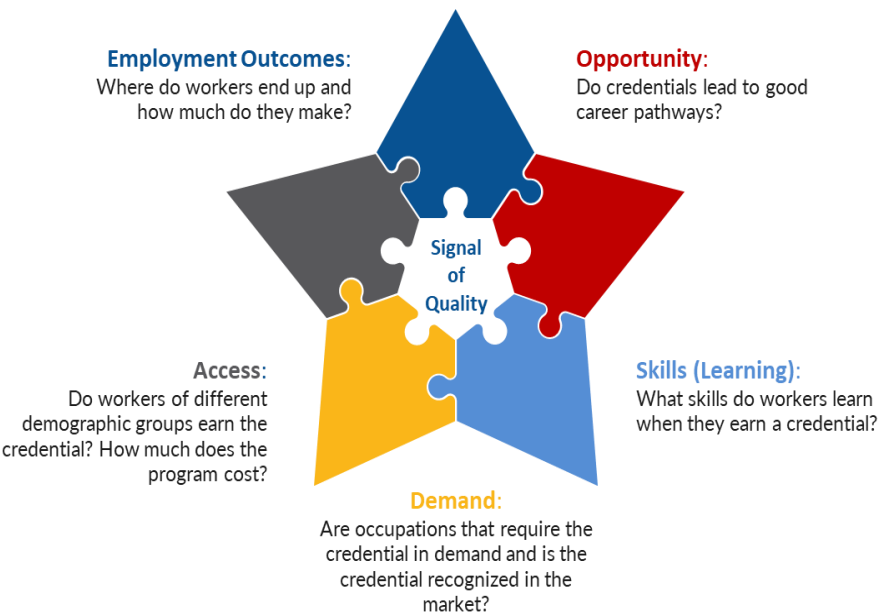 Employment Outcomes:
Where do workers end up and
how much do they make?
Opportunity:
Do credentials lead to good
career pathways?
Signal
of
Quality
Access:
Do workers of different
demographic groups earn the
credential? How much does the
program cost?
Skills (Learning):
What skills do workers learn
when they earn a credential?
Demand:
Are occupations that require the
credential in demand and is the
credential recognized in the
market?